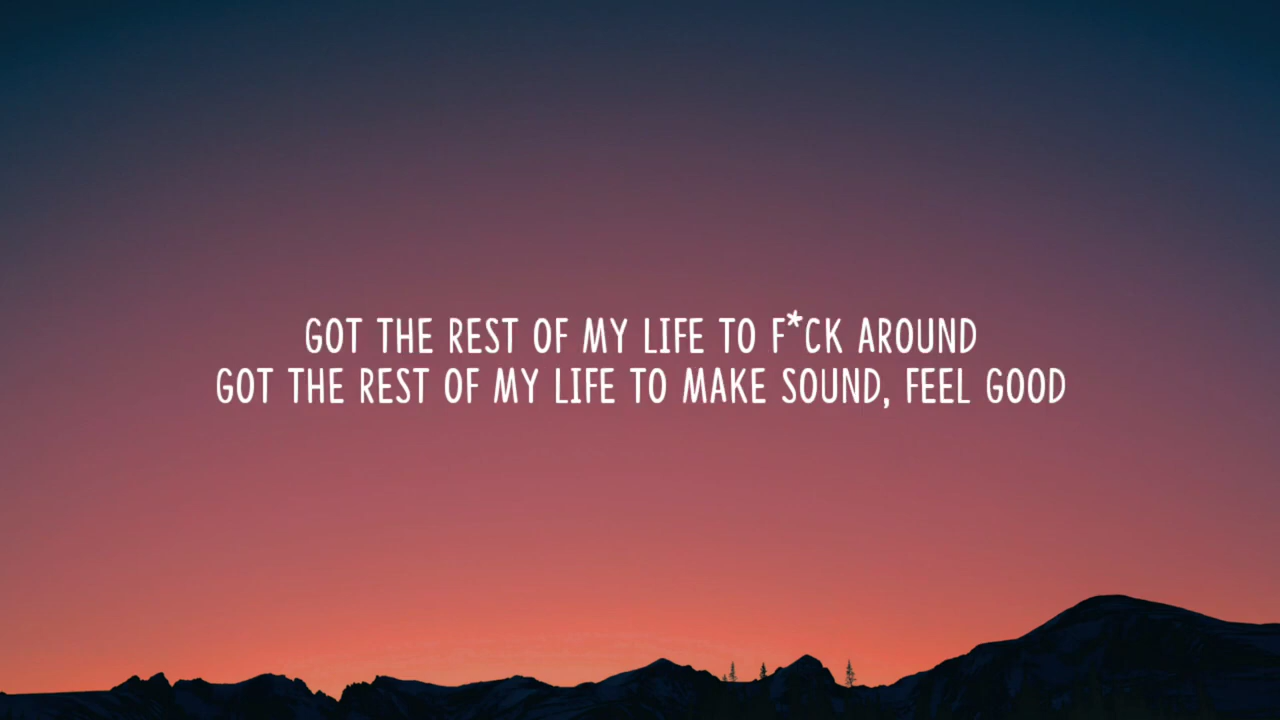 GOT THE REST OF MY LIFE TO F*CK AROUND
GOT THE REST OF MY LIFE TO MAKE SOUND, FEEL GOOD